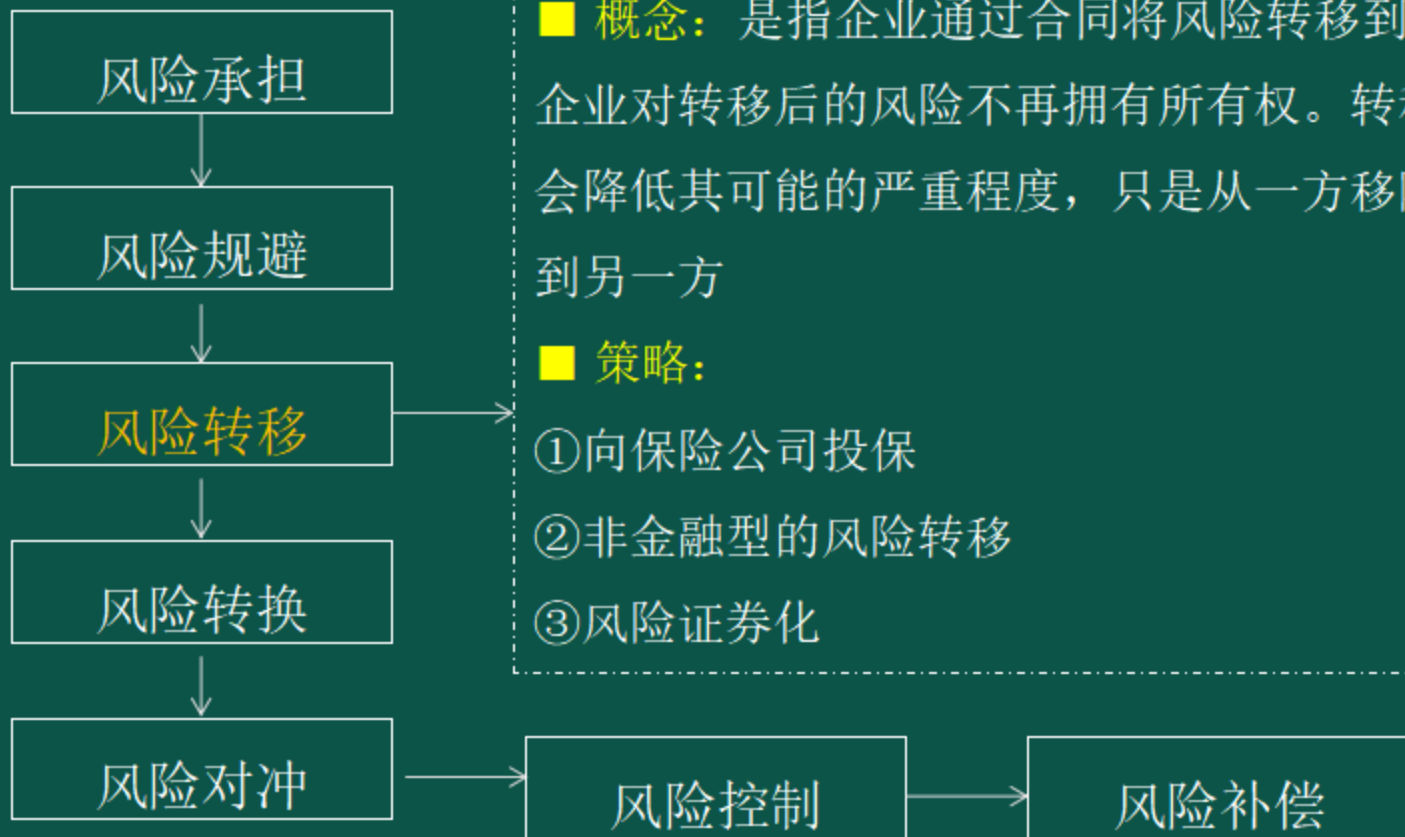 风险承担
风险规避
风险转移
风险转换
风险对冲
■ 概念：是指企业通过合同将风险转移到
企业对转移后的风险不再拥有所有权。转
会降低其可能的严重程度，只是从一方移
到另一方
■ 策略：
①向保险公司投保
②非金融型的风险转移
③风险证券化
风险控制
风险补偿